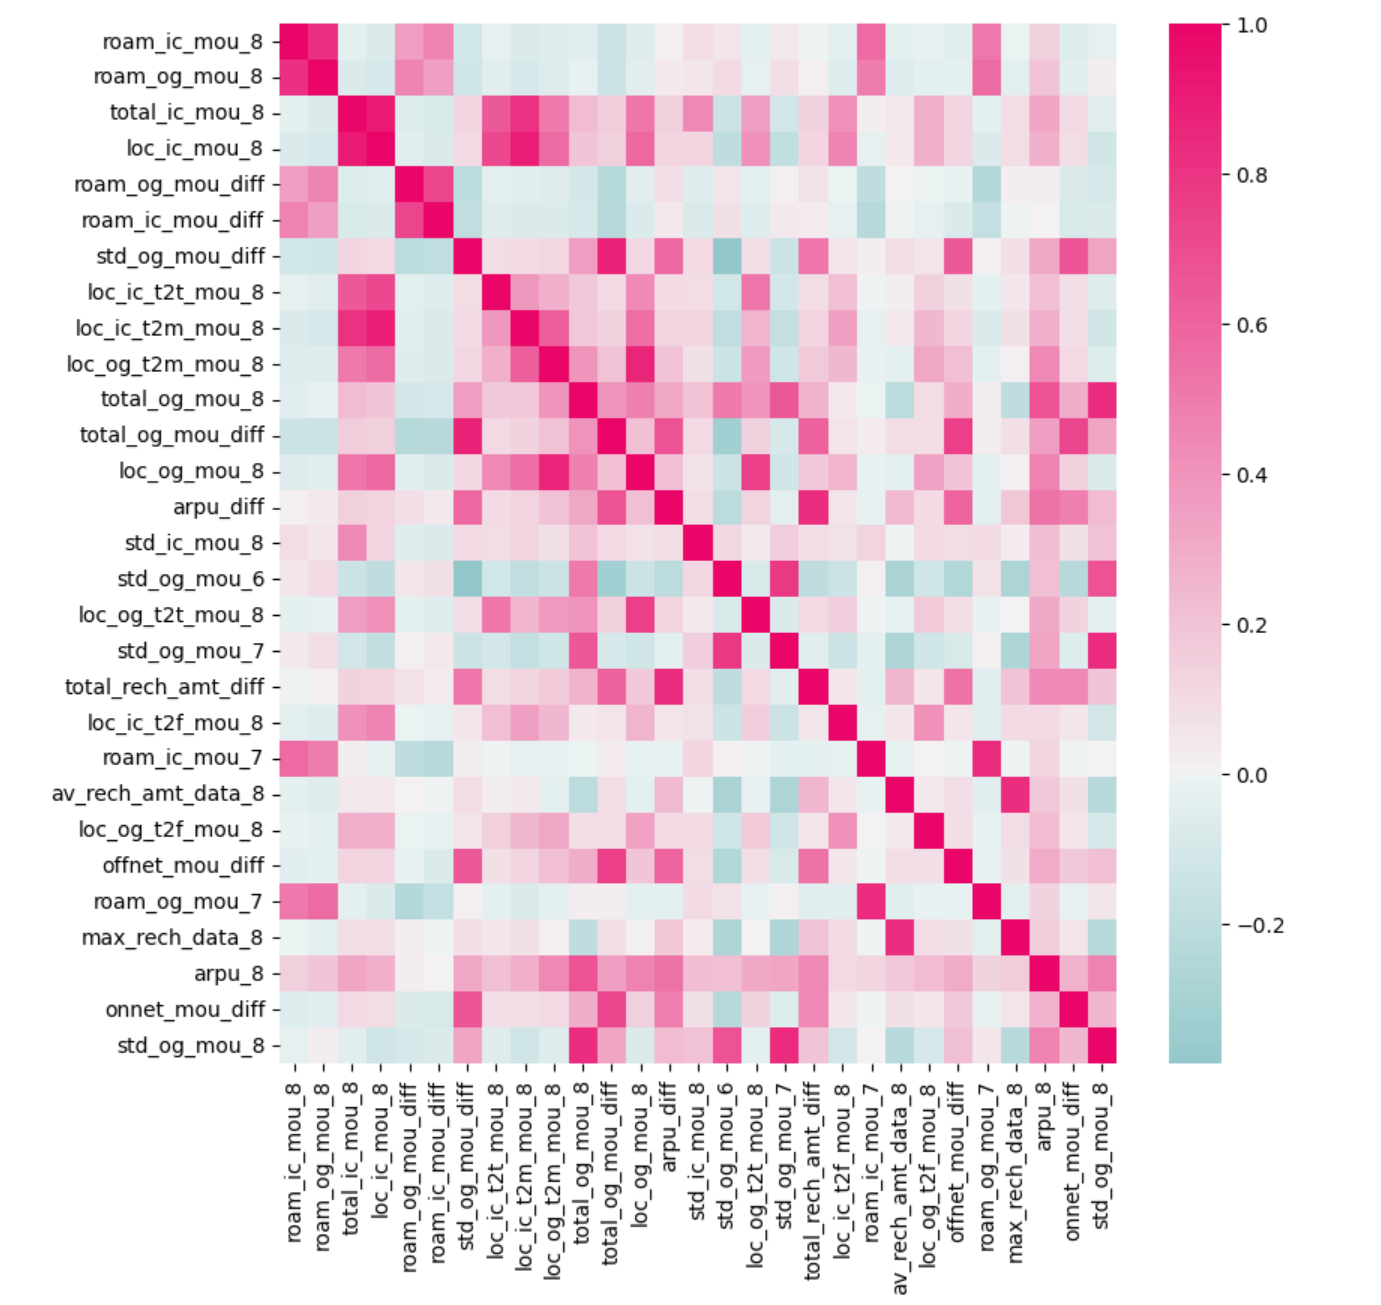 roam_ic_mou_8
roam_og_mou_8
total_ic_mou_8
loc_ic_mou_8
roam_og_mou_diff
roam_ic_mou_diff
std_og_mou_diff
loc_ic_t2t_mou_8
loc_ic_t2m_mou_8
loc_og_t2m_mou_8
total_og_mou_8
total_og_mou_diff
loc_og_mou_8
arpu_diff
std_ic_mou_8
std_og_mou_6
loc_og_t2t_mou_8
std_og_mou_7
total_rech_amt_diff
loc_ic_t2f_mou_8
roam_ic_mou_7
av_rech_amt_data_8
loc_og_t2f_mou_8
offnet_mou_diff
roam_og_mou_7
max_rech_data_8
arpu_8
onnet_mou_diff
std_og_mou_8
roam_ic_mou_8
roam_og_mou_8
total_ic_mou_8
loc_ic_mou_8
roam_og_mou_diff
roam_ic_mou_diff
std_og_mou_diff
loc_ic_t2t_mou_8
loc_ic_t2m_mou_8
loc_og_t2m_mou_8
total_og_mou_8
total_og_mou_diff
loc_og_mou_8
arpu_diff
std_ic_mou_8
std_og_mou_6
loc_og_t2t_mou_8
std_og_mou_7
total_rech_amt_diff
loc_ic_t2f_mou_8
roam_ic_mou_7
av_rech_amt_data_8
loc_og_t2f_mou_8
offnet_mou_diff
roam_og_mou_7
max_rech_data_8
arpu_8
onnet_mou_diff
std_og_mou_8
1.0
0.8
0.6
0.4
0.2
0.0
−0.2